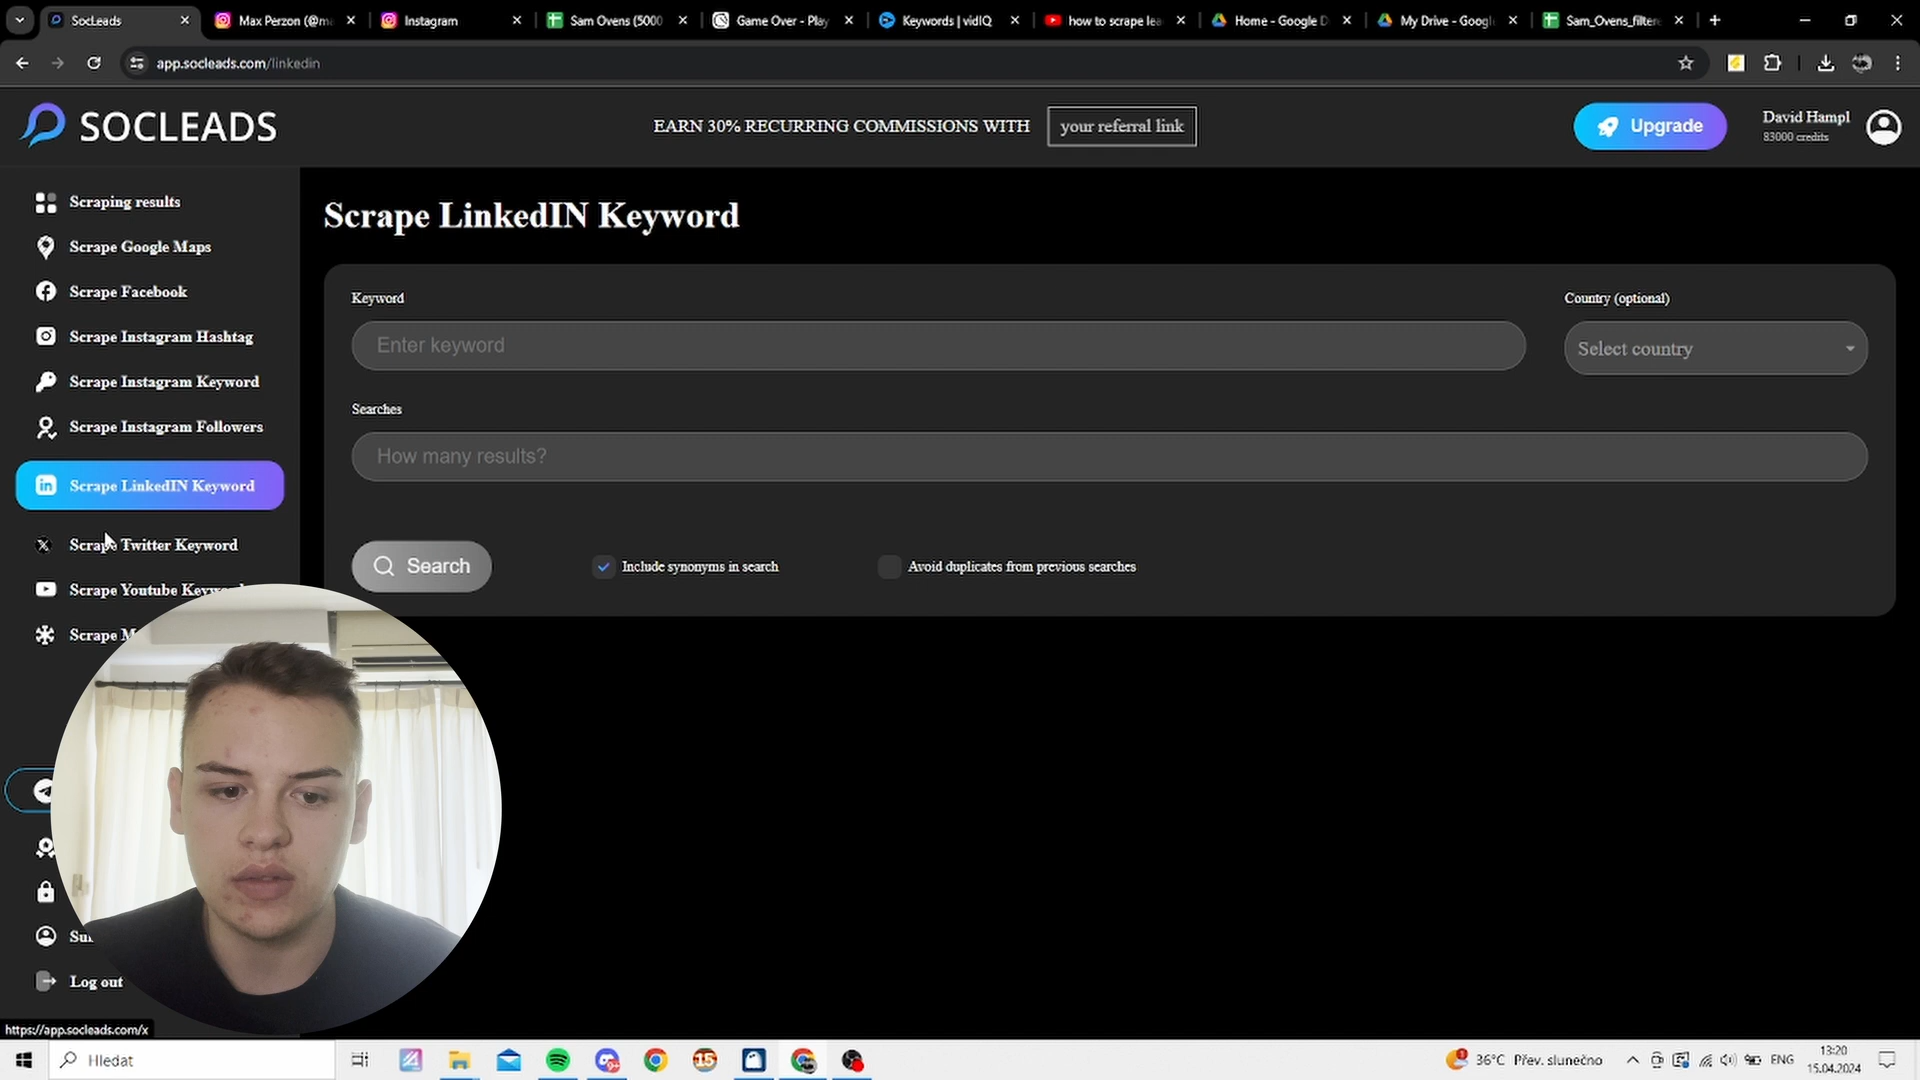 SocLeads
Max Perzon (@m
Instagram
Sam Ovens (5000
Game Over - Play
Keywords | vidIQ
how to scrape lea
Home - Google D
My Drive - Google
Sam_Ovens_filtere
app.socleads.com/linkedin
SOCLEADS
EARN 30% RECURRING COMMISSIONS WITH
your referral link
Upgrade
David Hampl
83000 credits
Scraping results
Scrape Google Maps
Scrape Facebook
Scrape Instagram Hashtag
Scrape Instagram Keyword
Scrape Instagram Followers
Scrape LinkedIN Keyword
Scrape Twitter Keyword
Scrape Youtube Keyword
Scrape M
Log out
Scrape LinkedIN Keyword
Keyword
Enter keyword
Country (optional)
Select country
Searches
How many results?
Search
Include synonyms in search
Avoid duplicates from previous searches
https://app.socleads.com/x
Hledat
15
36°C Přev. slunečno
ENG
13:20
15.04.2024